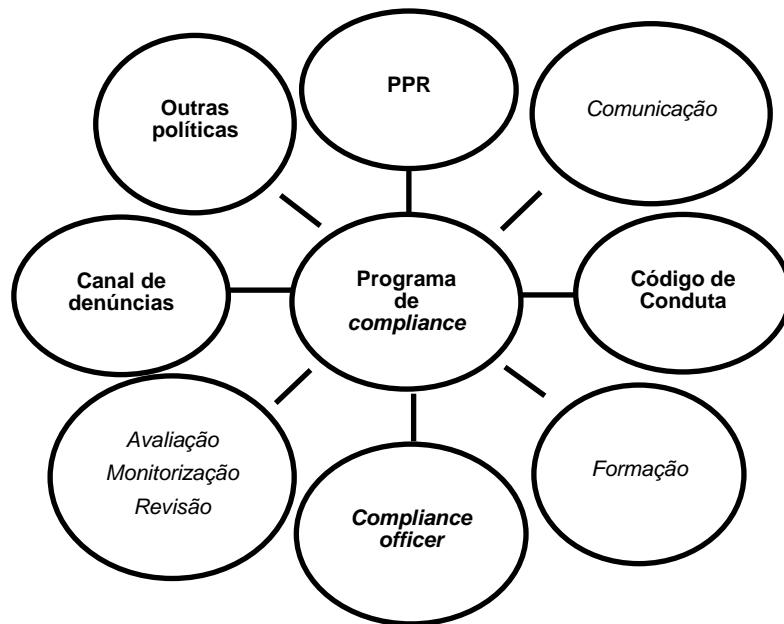 PPR
Outras
políticas
Comunicação
Canal de
denúncias
Programa
de
compliance
Código de
Conduta
Avaliação
Monitorização
Revisão
Formação
Compliance
officer